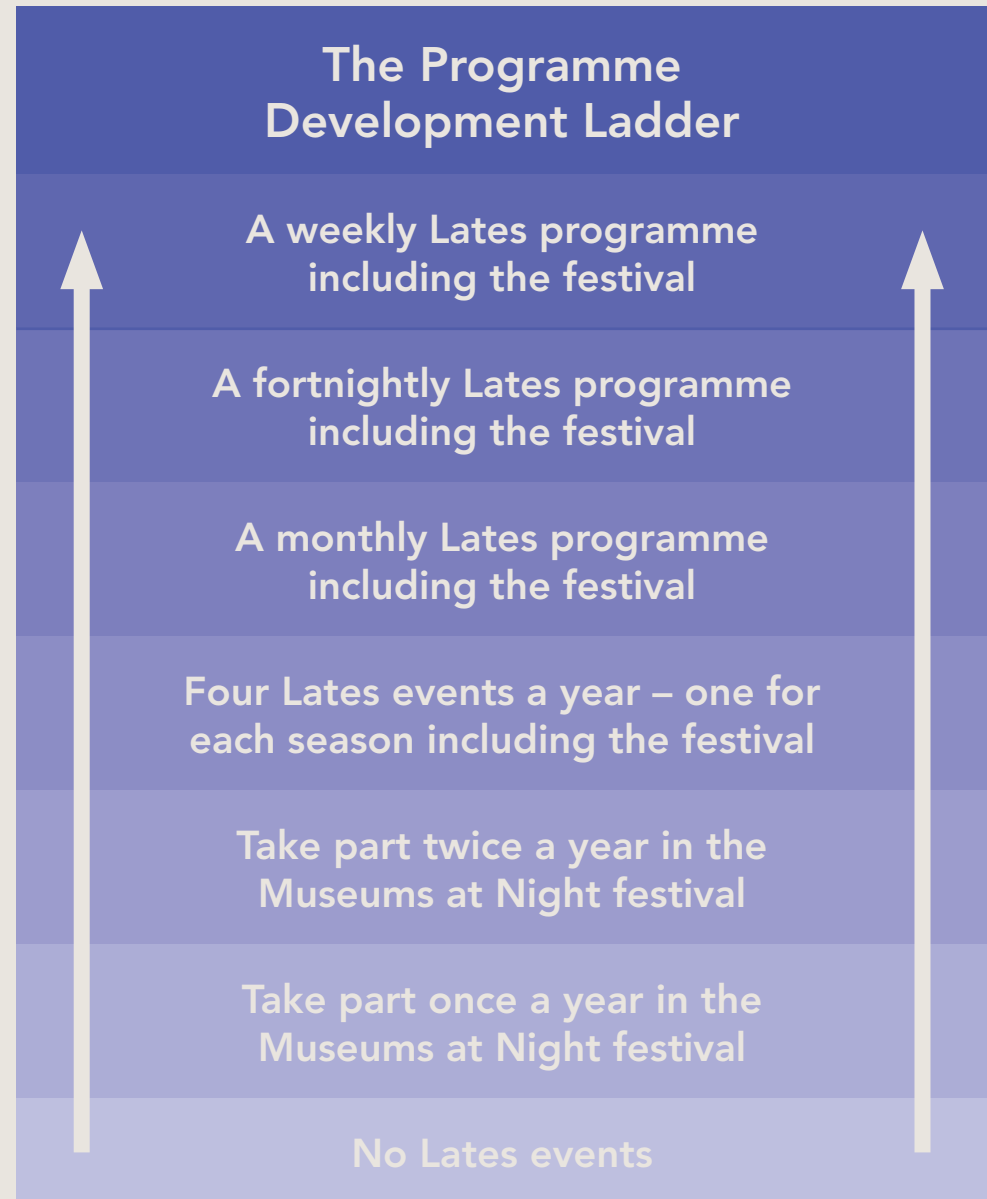 The Programme
Development Ladder
A weekly Lates programme
including the festival
A fortnightly Lates programme
including the festival
A monthly Lates programme
including the festival
Four Lates events a year – one for
each season including the festival
Take part twice a year in the
Museums at Night festival
Take part once a year in the
Museums at Night festival
No Lates events